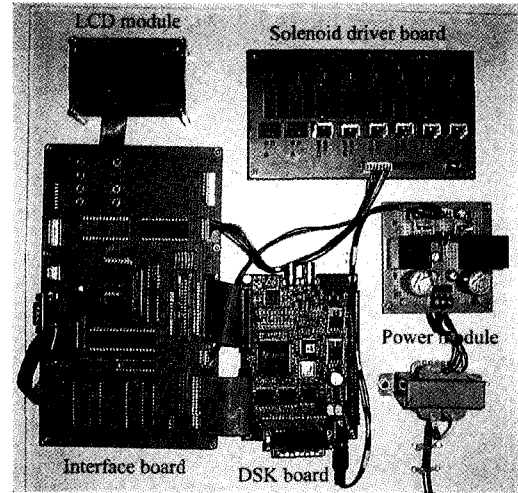 LCD module
Solenoid driver board
Power module
Interface board
DSK board